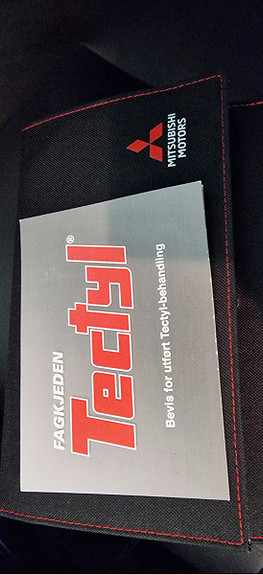 MITSUBISHI
MOTORS
FAGKJEDEN
Tectyl®
Bevis for utført Tectyl-behandling